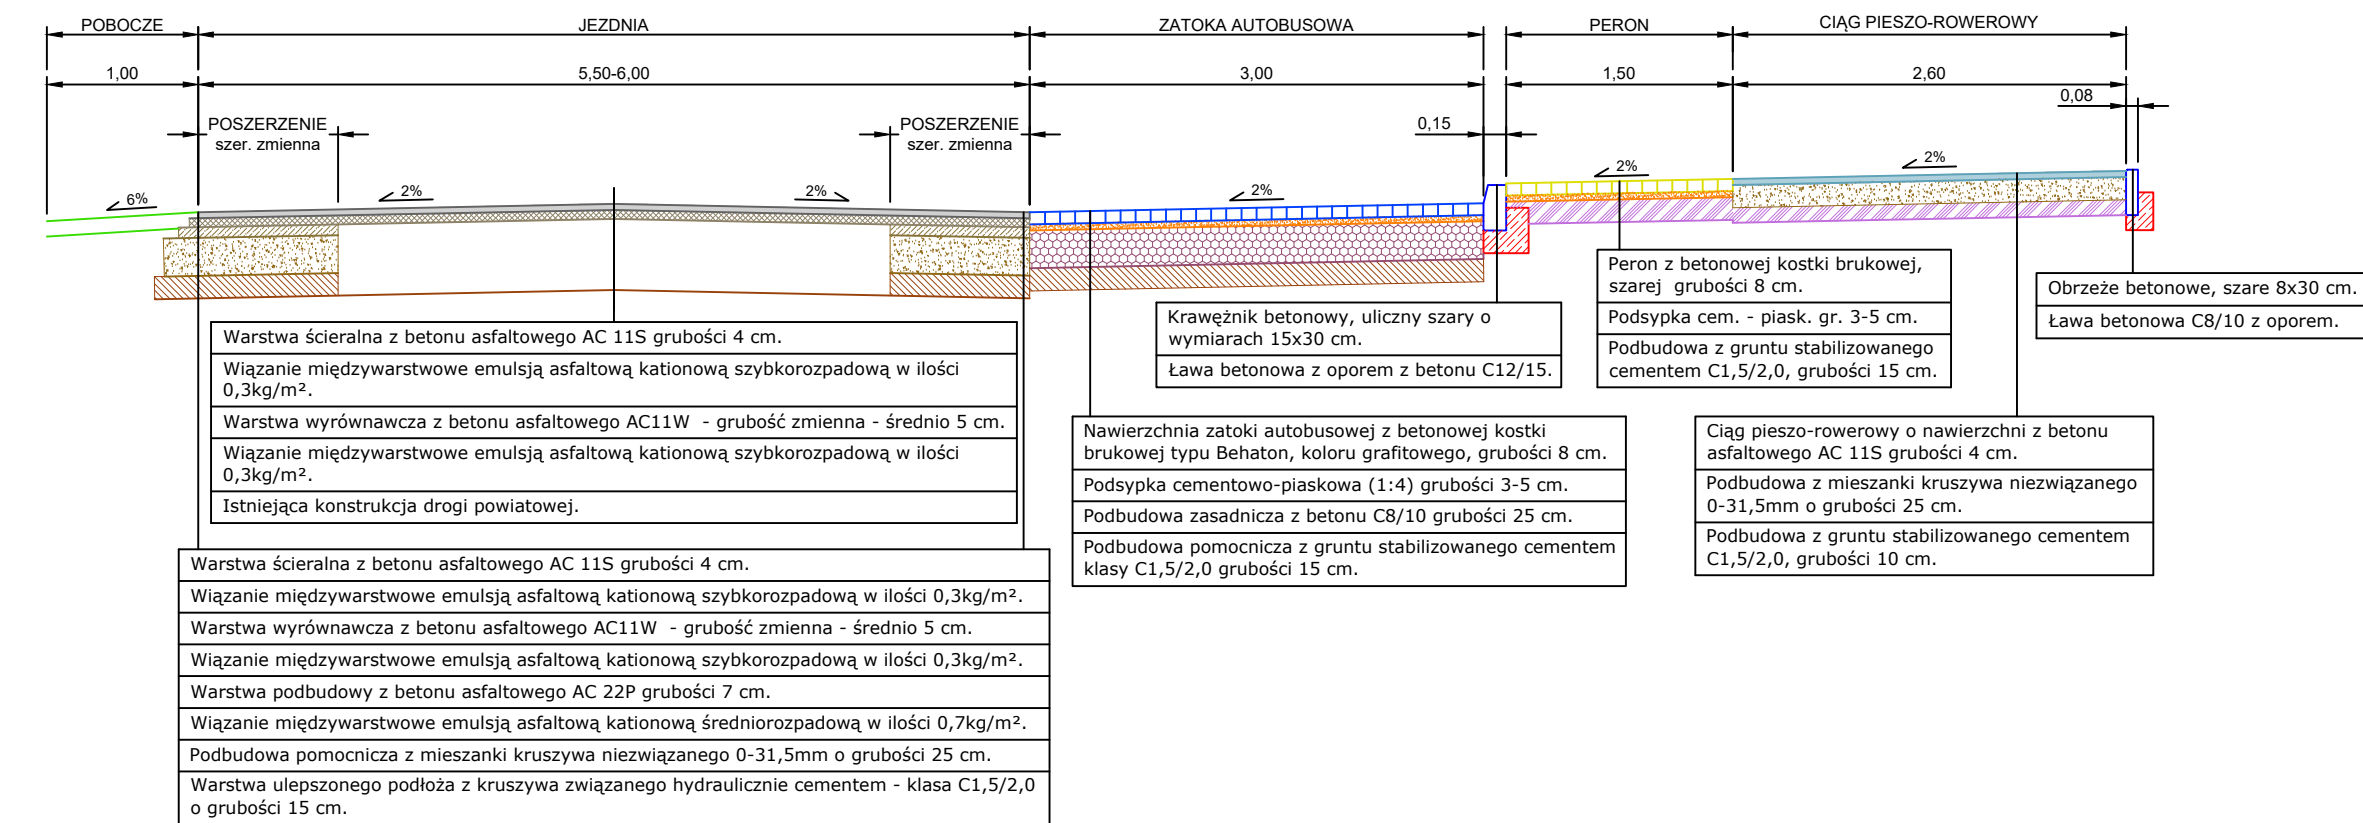 POBOCZE
JEZDNIA
ZATOKA AUTOBUSOWA
PERON
CIĄG PIESZO-ROWEROWY
1,00
5,50-6,00
3,00
1,50
2,60
0,08
POSZERZENIE
szer. zmienna
POSZERZENIE
szer. zmienna
0,15
6%
2%
2%
2%
2%
2%
Warstwa ścieralna z betonu asfaltowego AC 11S grubości 4 cm.
Wiązanie międzywarstwowe emulsją asfaltową kationową szybkorozpadową w ilości
0,3kg/m².
Warstwa wyrównawcza z betonu asfaltowego AC11W - grubość zmienna - średnio 5 cm.
Wiązanie międzywarstwowe emulsją asfaltową kationową szybkorozpadową w ilości
0,3kg/m².
Istniejąca konstrukcja drogi powiatowej.
Warstwa ścieralna z betonu asfaltowego AC 11S grubości 4 cm.
Wiązanie międzywarstwowe emulsją asfaltową kationową szybkorozpadową w ilości 0,3kg/m².
Warstwa wyrównawcza z betonu asfaltowego AC11W - grubość zmienna - średnio 5 cm.
Wiązanie międzywarstwowe emulsją asfaltową kationową szybkorozpadową w ilości 0,3kg/m².
Warstwa podbudowy z betonu asfaltowego AC 22P grubości 7 cm.
Wiązanie międzywarstwowe emulsją asfaltową kationową średniorozpadową w ilości 0,7kg/m².
Podbudowa pomocnicza z mieszanki kruszywa niezwiązanego 0-31,5mm o grubości 25 cm.
Warstwa ulepszonego podłoża z kruszywa związanego hydraulicznie cementem - klasa C1,5/2,0
o grubości 15 cm.
Krawężnik betonowy, uliczny szary o
wymiarach 15x30 cm.
Ława betonowa z oporem z betonu C12/15.
Nawierzchnia zatoki autobusowej z betonowej kostki
brukowej typu Behaton, koloru grafitowego, grubości 8 cm.
Podsypka cementowo-piaskowa (1:4) grubości 3-5 cm.
Podbudowa zasadnicza z betonu C8/10 grubości 25 cm.
Podbudowa pomocnicza z gruntu stabilizowanego cementem
klasy C1,5/2,0 grubości 15 cm.
Peron z betonowej kostki brukowej,
szarej grubości 8 cm.
Podsypka cem. - piask. gr. 3-5 cm.
Podbudowa z gruntu stabilizowanego
cementem C1,5/2,0, grubości 15 cm.
Ciąg pieszo-rowerowy o nawierzchni z betonu
asfaltowego AC 11S grubości 4 cm.
Podbudowa z mieszanki kruszywa niezwiązanego
0-31,5mm o grubości 25 cm.
Podbudowa z gruntu stabilizowanego cementem
C1,5/2,0, grubości 10 cm.
Obrzeże betonowe, szare 8x30 cm.
Ława betonowa C8/10 z oporem.